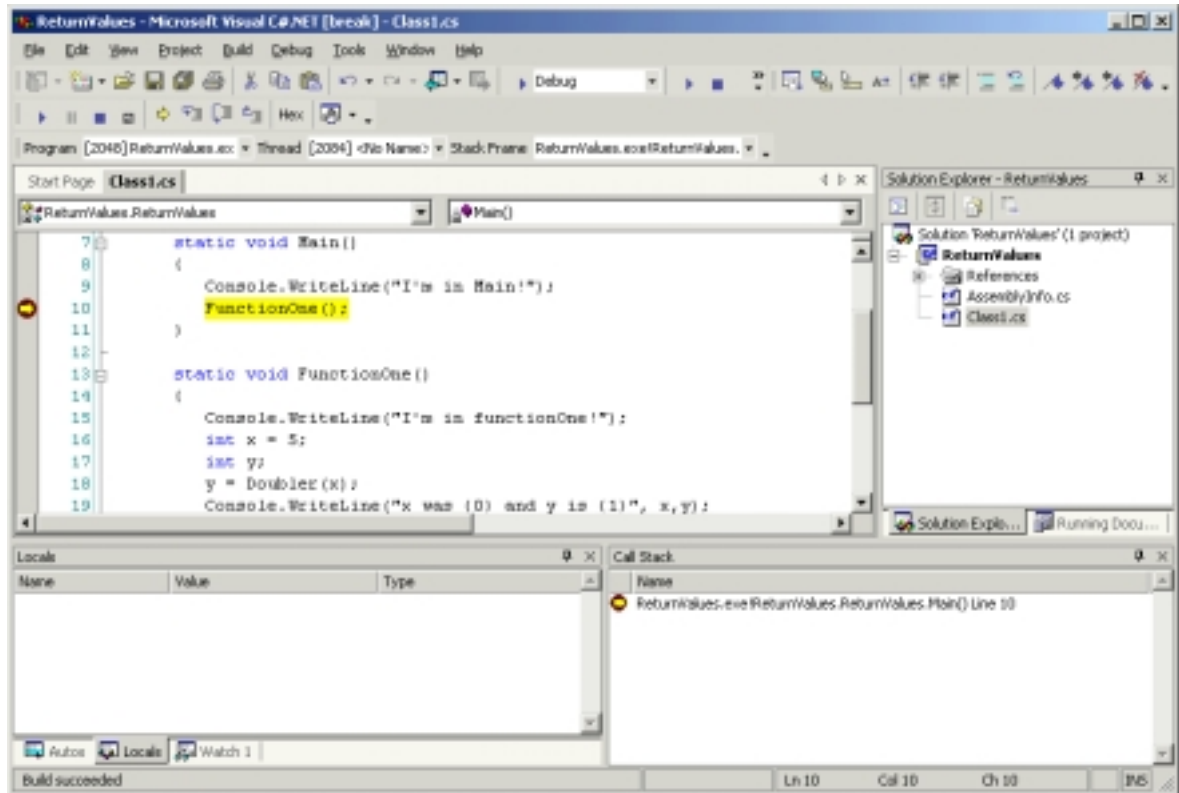 ReturnValues - Microsoft Visual C#.NET [break] - Class1.cs
File Edit View Project Build Debug Tools Window Help
Debug
Hex
Program [2048] ReturnValues.ex Thread [2084] <No Name> Stack Frame ReturnValues.exe!ReturnValues.
Start Page Class1.cs
ReturnValues.ReturnValues Main()
7 static void Main()
8 {
9 Console.WriteLine("I'm in Main!");
10 FunctionOne();
11 }
12
13 static void FunctionOne()
14 {
15 Console.WriteLine("I'm in functionOne!");
16 int x = 5;
17 int y;
18 y = Doubler(x);
19 Console.WriteLine("x was {0} and y is {1}", x,y);
Solution Explorer - ReturnValues
Solution 'ReturnValues' (1 project)
ReturnValues
References
AssemblyInfo.cs
Class1.cs
Solution Explo... Running Docu...
Locals
Name Value Type
Autos Locals Watch 1
Call Stack
Name
ReturnValues.exe!ReturnValues.ReturnValues.Main() Line 10
Build succeeded Ln 10 Col 10 Ch 10 INS